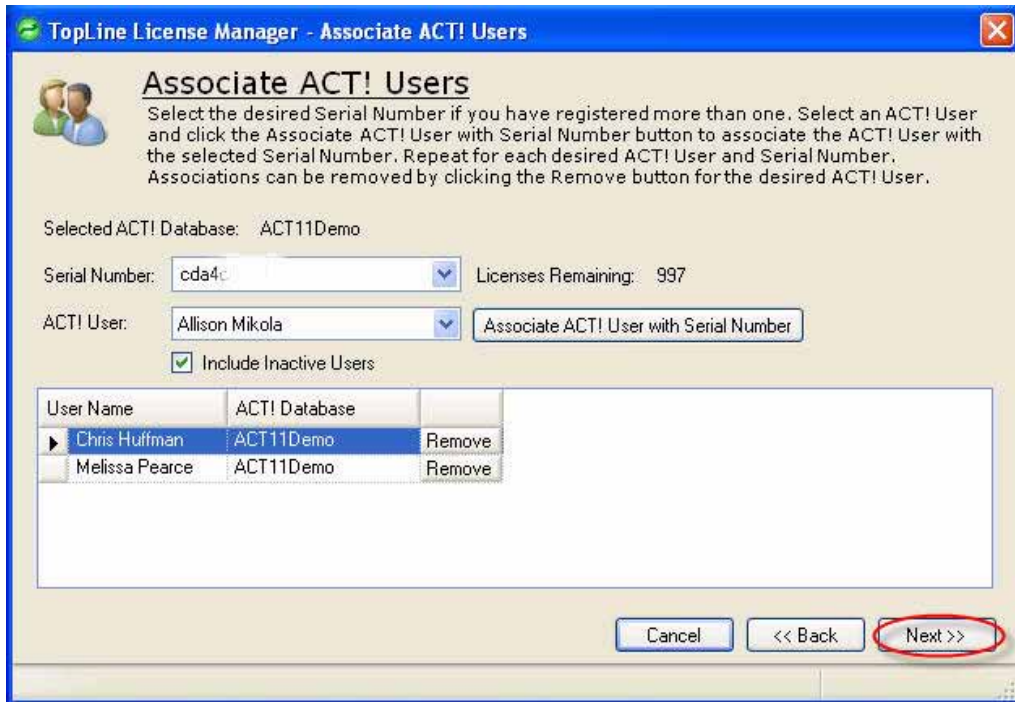 TopLine License Manager - Associate ACT! Users
Associate ACT! Users
Select the desired Serial Number if you have registered more than one. Select an ACT! User
and click the Associate ACT! User with Serial Number button to associate the ACT! User with
the selected Serial Number. Repeat for each desired ACT! User and Serial Number.
Associations can be removed by clicking the Remove button for the desired ACT! User.
Selected ACT! Database: ACT11Demo
Serial Number: cda4 Licenses Remaining: 997
ACT! User: Allison Mikola Associate ACT! User with Serial Number
Include Inactive Users
User Name ACT! Database
Chris Huffman ACT11Demo Remove
Melissa Pearce ACT11Demo Remove
Cancel << Back Next >>